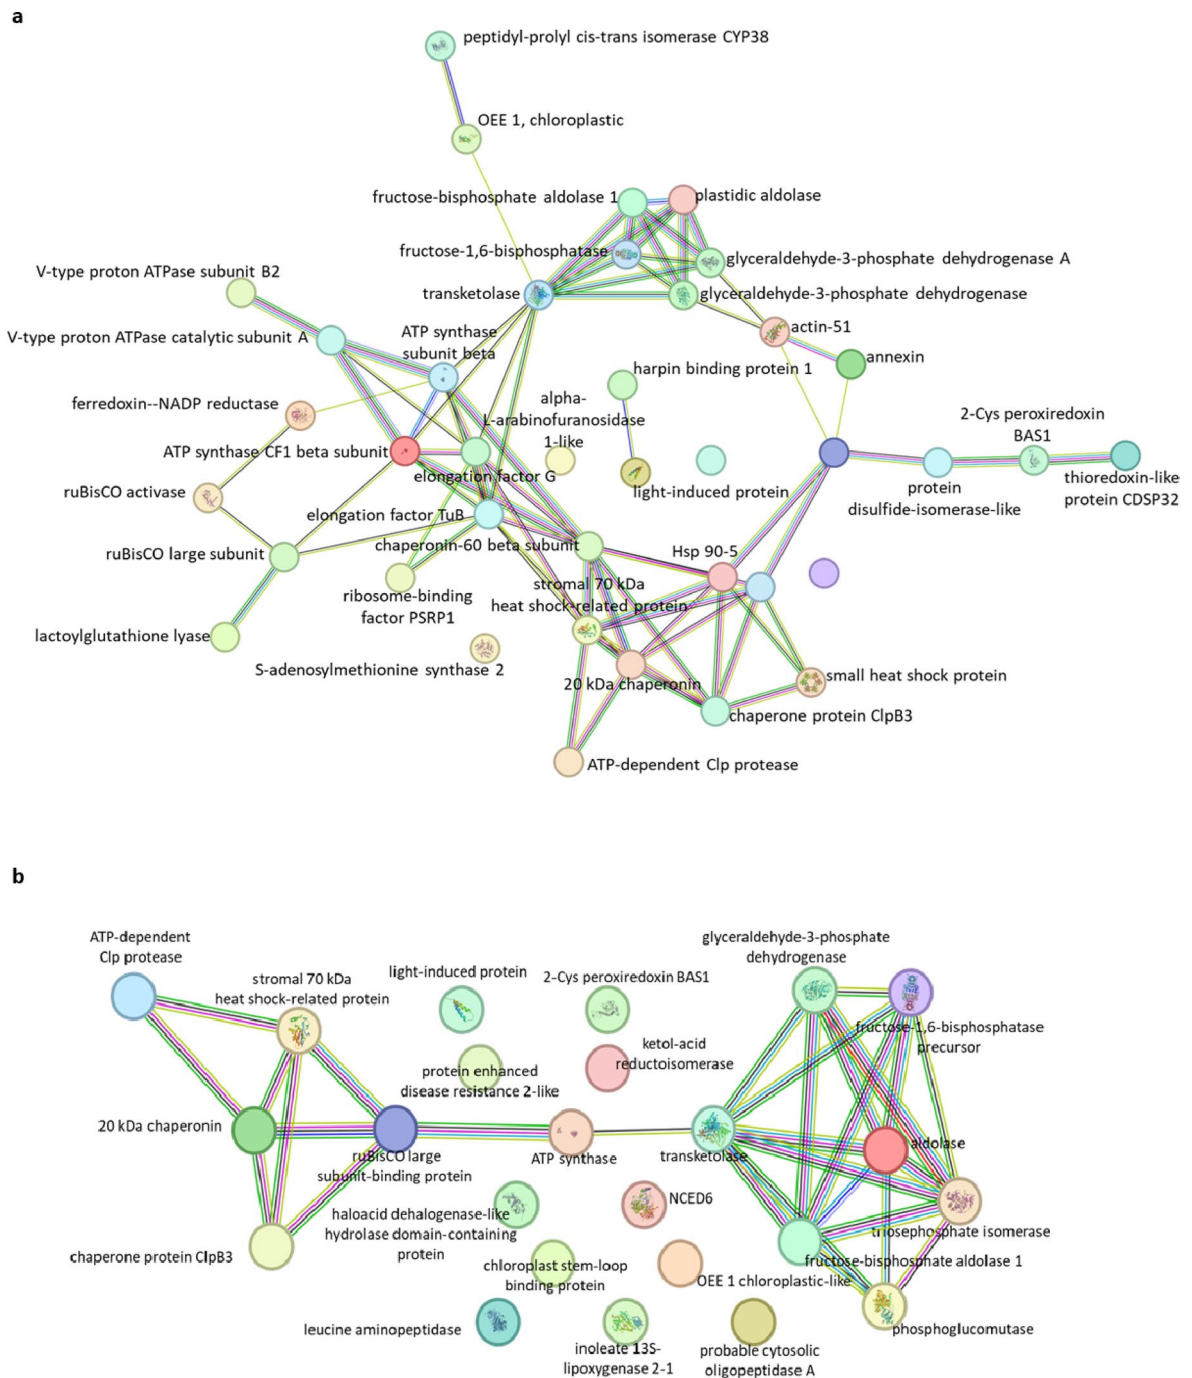 a
peptidyl-prolyl cis-trans isomerase CYP38
OEE 1, chloroplastic
fructose-bisphosphate aldolase 1
plastidic aldolase
fructose-1,6-bisphosphatase
glyceraldehyde-3-phosphate dehydrogenase A
V-type proton ATPase subunit B2
transketolase
glyceraldehyde-3-phosphate dehydrogenase
V-type proton ATPase catalytic subunit A
ATP synthase
subunit beta
actin-51
annexin
harpin binding protein 1
ferredoxin--NADP reductase
alpha-
L-arabinofuranosidase
1-like
2-Cys peroxiredoxin
BAS1
ATP synthase CF1 beta subunit
elongation factor G
light-induced protein
protein
disulfide-isomerase-like
thioredoxin-like
protein CDSP32
ruBisCO activase
elongation factor TuB
chaperonin-60 beta subunit
ruBisCO large subunit
Hsp 90-5
stromal 70 kDa
heat shock-related protein
ribosome-binding
factor PSRP1
lactoylglutathione lyase
S-adenosylmethionine synthase 2
20 kDa chaperonin
small heat shock protein
chaperone protein ClpB3
ATP-dependent Clp protease
b
ATP-dependent
Clp protease
stromal 70 kDa
heat shock-related protein
light-induced protein
2-Cys peroxiredoxin BAS1
glyceraldehyde-3-phosphate
dehydrogenase
fructose-1,6-bisphosphatase
precursor
ketol-acid
reductoisomerase
protein enhanced
disease resistance 2-like
20 kDa chaperonin
ruBisCO large
subunit-binding protein
ATP synthase
transketolase
aldolase
haloacid dehalogenase-like
hydrolase domain-containing
protein
NCED6
triosephosphate isomerase
chaperone protein ClpB3
chloroplast stem-loop
binding protein
OEE 1 chloroplastic-like
fructose-bisphosphate aldolase 1
leucine aminopeptidase
inoleate 13S-
lipoxygenase 2-1
probable cytosolic
oligopeptidase A
phosphoglucomutase